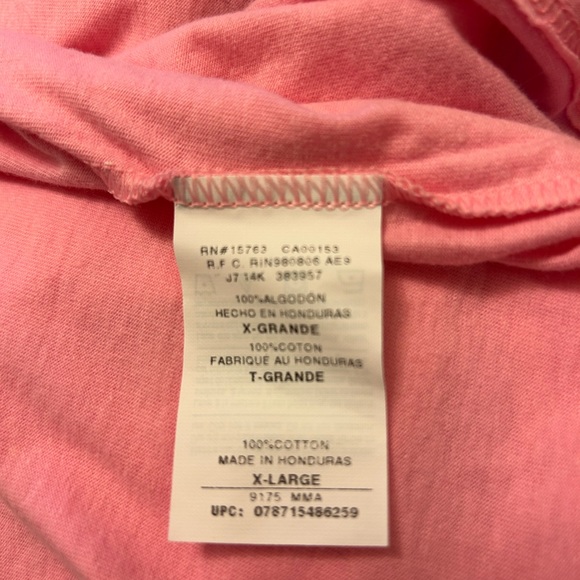 RN#15763 CA00153
R.F.C. RIN980806 AE9
J7 14K 383957
100%ALGODÓN
HECHO EN HONDURAS
X-GRANDE
100%COTON
FABRIQUE AU HONDURAS
T-GRANDE
100%COTTON
MADE IN HONDURAS
X-LARGE
9175 MMA
UPC: 078715486259